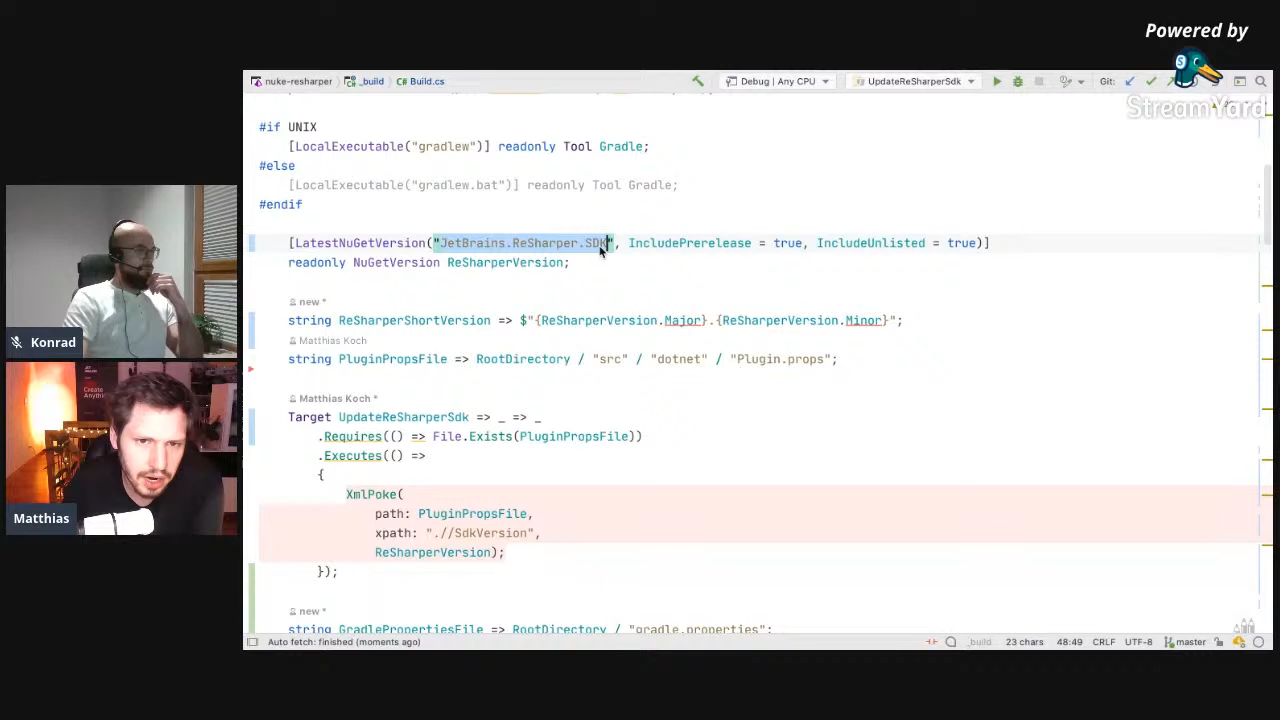 Powered by
StreamYard
nuke-resharper
_build
C# Build.cs
Debug | Any CPU
UpdateReSharperSdk
Git:
#if UNIX
[LocalExecutable("gradlew")] readonly Tool Gradle;
#else
[LocalExecutable("gradlew.bat")] readonly Tool Gradle;
#endif
[LatestNuGetVersion("JetBrains.ReSharper.SDK", IncludePrerelease = true, IncludeUnlisted = true)]
readonly NuGetVersion ReSharperVersion;
new *
string ReSharperShortVersion => $"{ReSharperVersion.Major}.{ReSharperVersion.Minor}";
Matthias Koch
string PluginPropsFile => RootDirectory / "src" / "dotnet" / "Plugin.props";
Matthias Koch *
Target UpdateReSharperSdk => _ => _
.Requires(() => File.Exists(PluginPropsFile))
.Executes(() =>
{
XmlPoke(
path: PluginPropsFile,
xpath: ".//SdkVersion",
ReSharperVersion);
});
new *
string GradlePropertiesFile => RootDirectory / "gradle.properties";
Auto fetch: finished (moments ago)
_build
23 chars
48:49
CRLF
UTF-8
master
Konrad
Matthias